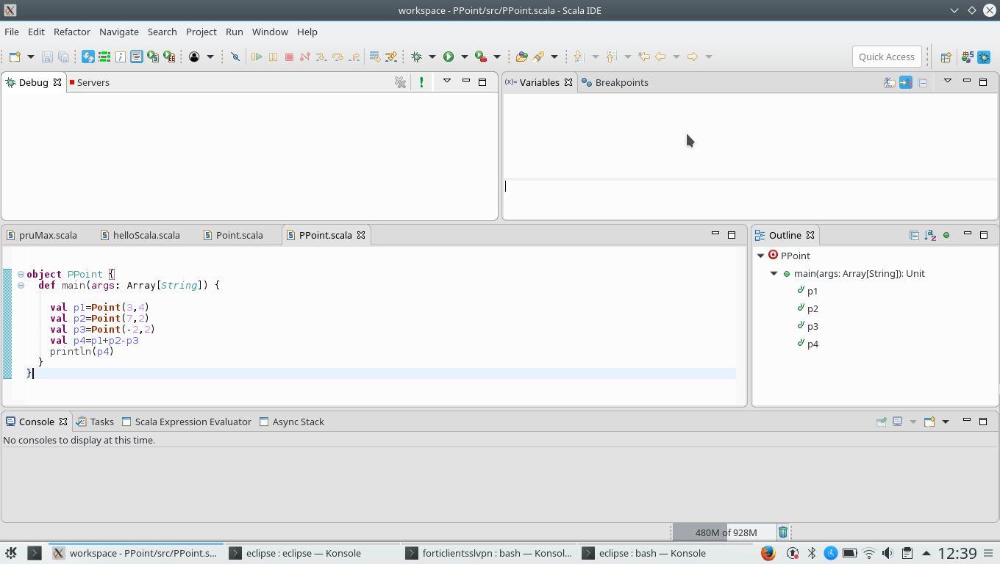 workspace - PPoint/src/PPoint.scala - Scala IDE
File Edit Refactor Navigate Search Project Run Window Help
Quick Access
Debug Servers
(x)= Variables Breakpoints
pruMax.scala helloScala.scala Point.scala PPoint.scala
object PPoint {
def main(args: Array[String]) {
val p1=Point(3,4)
val p2=Point(7,2)
val p3=Point(-2,2)
val p4=p1+p2-p3
println(p4)
}
}
Outline
PPoint
main(args: Array[String]): Unit
p1
p2
p3
p4
Console Tasks Scala Expression Evaluator Async Stack
No consoles to display at this time.
480M of 928M
workspace - PPoint/src/PPoint.s... eclipse : eclipse — Konsole forticlientsslvpn : bash — Konsol... eclipse : bash — Konsole 12:39